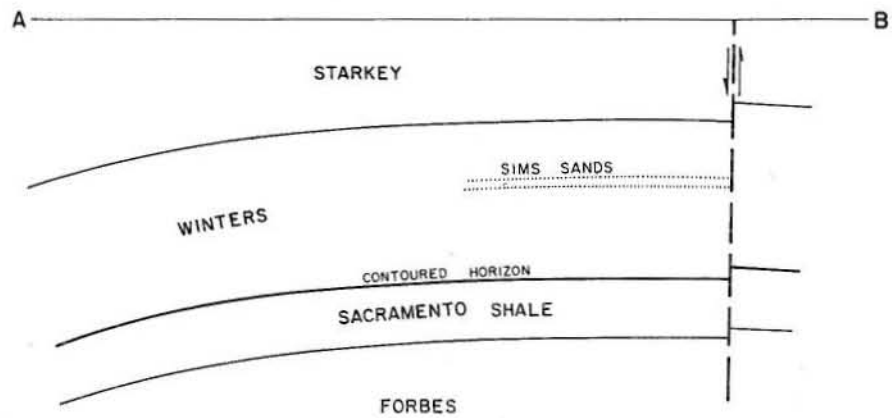 A B
STARKEY
SIMS SANDS
WINTERS
CONTOURED HORIZON
SACRAMENTO SHALE
FORBES